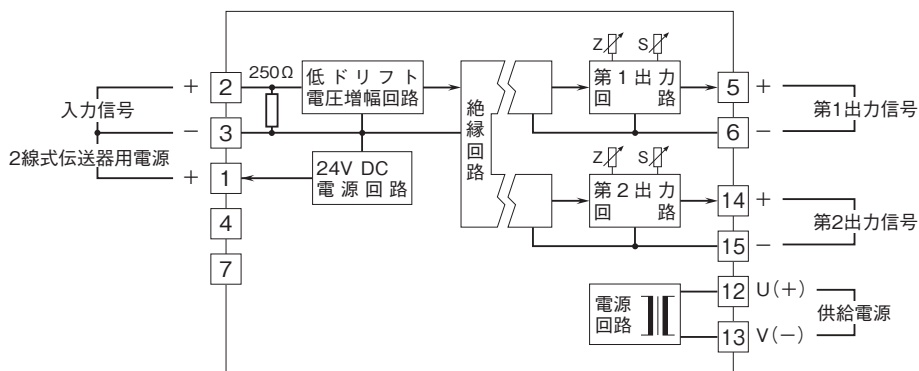 Z S
250Ω
低ドリフト
電圧増幅回路
第1出力
回 路
+ 2
5 +
入力信号
第1出力信号
− 3
6 −
2線式伝送器用電源
+ 1
24V DC
電源回路
絶縁回路
Z S
第2出力
回 路
4
7
14 +
第2出力信号
15 −
電源
回路
12 U(+)
供給電源
13 V(−)